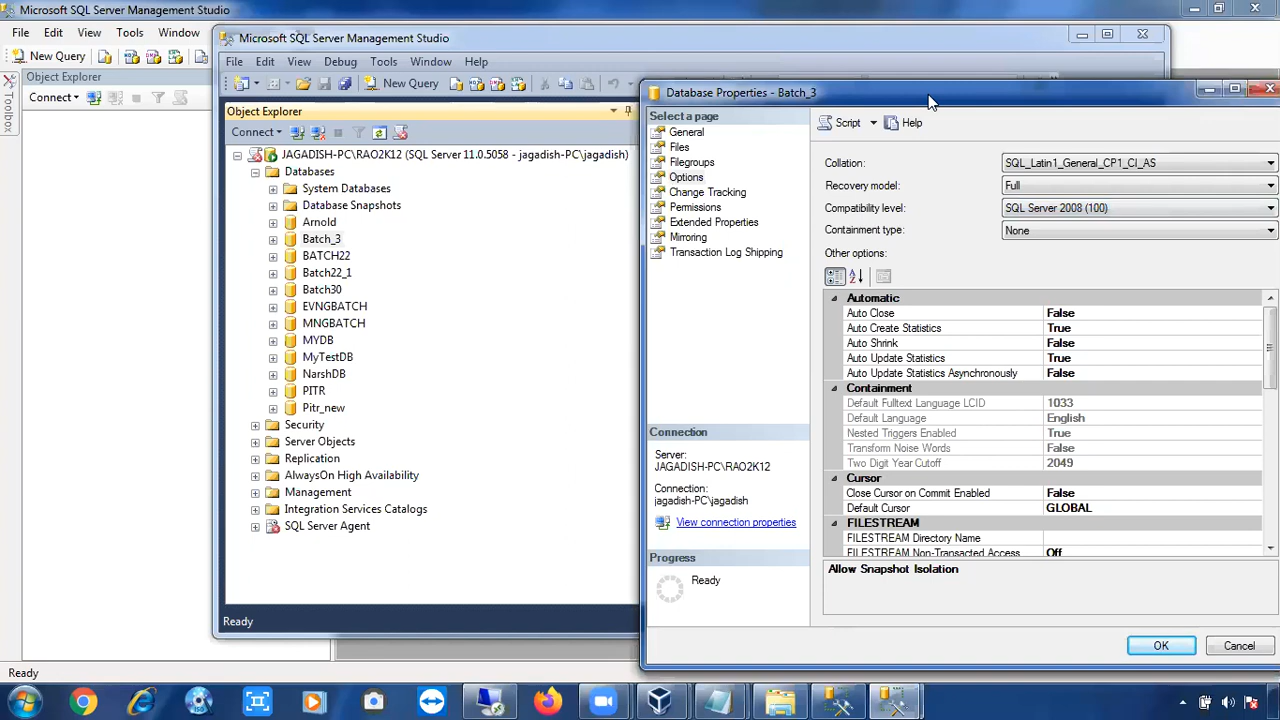 Microsoft SQL Server Management Studio
File Edit View Tools Window
New Query
Object Explorer
Connect
Toolbox
Ready
Microsoft SQL Server Management Studio
File Edit View Debug Tools Window Help
New Query
Object Explorer
Connect
JAGADISH-PC\RAO2K12 (SQL Server 11.0.5058 - jagadish-PC\jagadish)
Databases
System Databases
Database Snapshots
Arnold
Batch_3
BATCH22
Batch22_1
Batch30
EVNGBATCH
MNGBATCH
MYDB
MyTestDB
NarshDB
PITR
Pitr_new
Security
Server Objects
Replication
AlwaysOn High Availability
Management
Integration Services Catalogs
SQL Server Agent
Ready
Database Properties - Batch_3
Select a page
General
Files
Filegroups
Options
Change Tracking
Permissions
Extended Properties
Mirroring
Transaction Log Shipping
Connection
Server:
JAGADISH-PC\RAO2K12
Connection:
jagadish-PC\jagadish
View connection properties
Progress
Ready
Script Help
Collation: SQL_Latin1_General_CP1_CI_AS
Recovery model: Full
Compatibility level: SQL Server 2008 (100)
Containment type: None
Other options:
Automatic
Auto Close False
Auto Create Statistics True
Auto Shrink False
Auto Update Statistics True
Auto Update Statistics Asynchronously False
Containment
Default Fulltext Language LCID 1033
Default Language English
Nested Triggers Enabled True
Transform Noise Words False
Two Digit Year Cutoff 2049
Cursor
Close Cursor on Commit Enabled False
Default Cursor GLOBAL
FILESTREAM
FILESTREAM Directory Name
FILESTREAM Non-Transacted Access Off
Allow Snapshot Isolation
OK Cancel